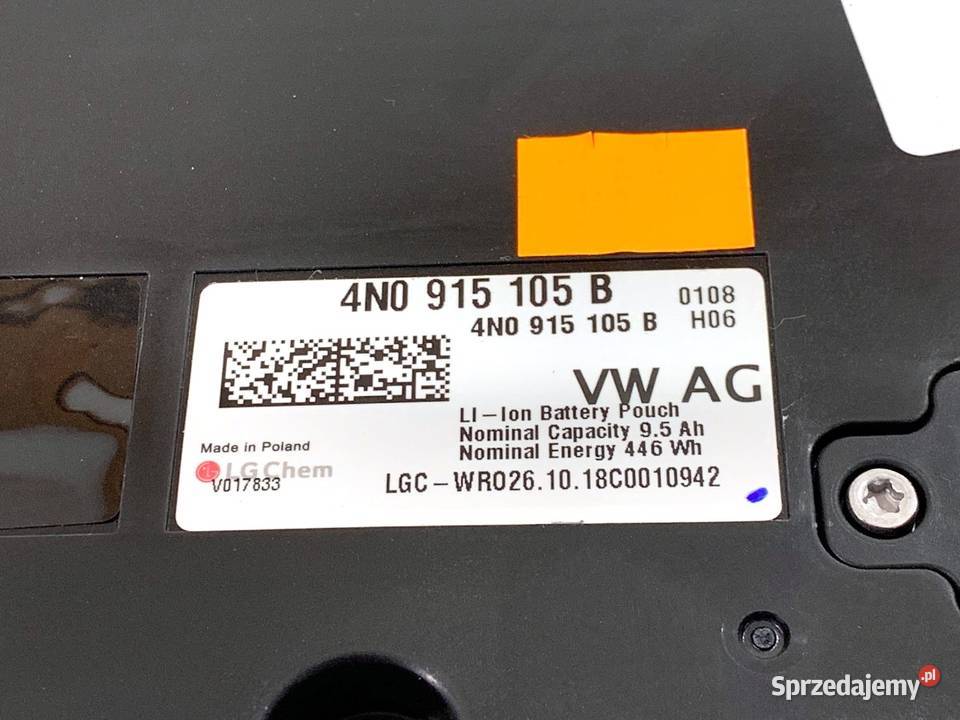 4N0 915 105 B 0108
4N0 915 105 B H06
VW AG
LI-Ion Battery Pouch
Nominal Capacity 9.5 Ah
Nominal Energy 446 Wh
Made in Poland
LG Chem
V017833
LGC-WR026.10.18C0010942
Sprzedajemy.pl